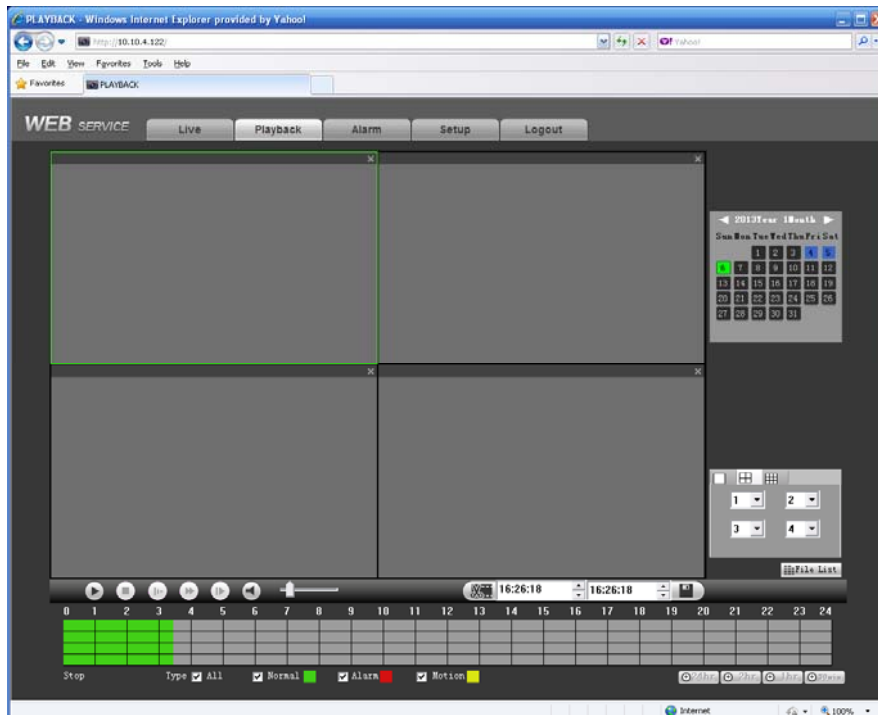 PLAYBACK - Windows Internet Explorer provided by Yahoo!
http://10.10.4.122/
Yahoo!
File Edit View Favorites Tools Help
Favorites PLAYBACK
WEB SERVICE
Live Playback Alarm Setup Logout
2013Year 1Month
Sun Mon Tue Wed Thu Fri Sat
1 2 3 4 5
6 7 8 9 10 11 12
13 14 15 16 17 18 19
20 21 22 23 24 25 26
27 28 29 30 31
1 2
3 4
File List
16:26:18 16:26:18
0 1 2 3 4 5 6 7 8 9 10 11 12 13 14 15 16 17 18 19 20 21 22 23 24
Stop Type All Normal Alarm Motion 24hr. 2hr. 1hr. 30min
Internet 100%